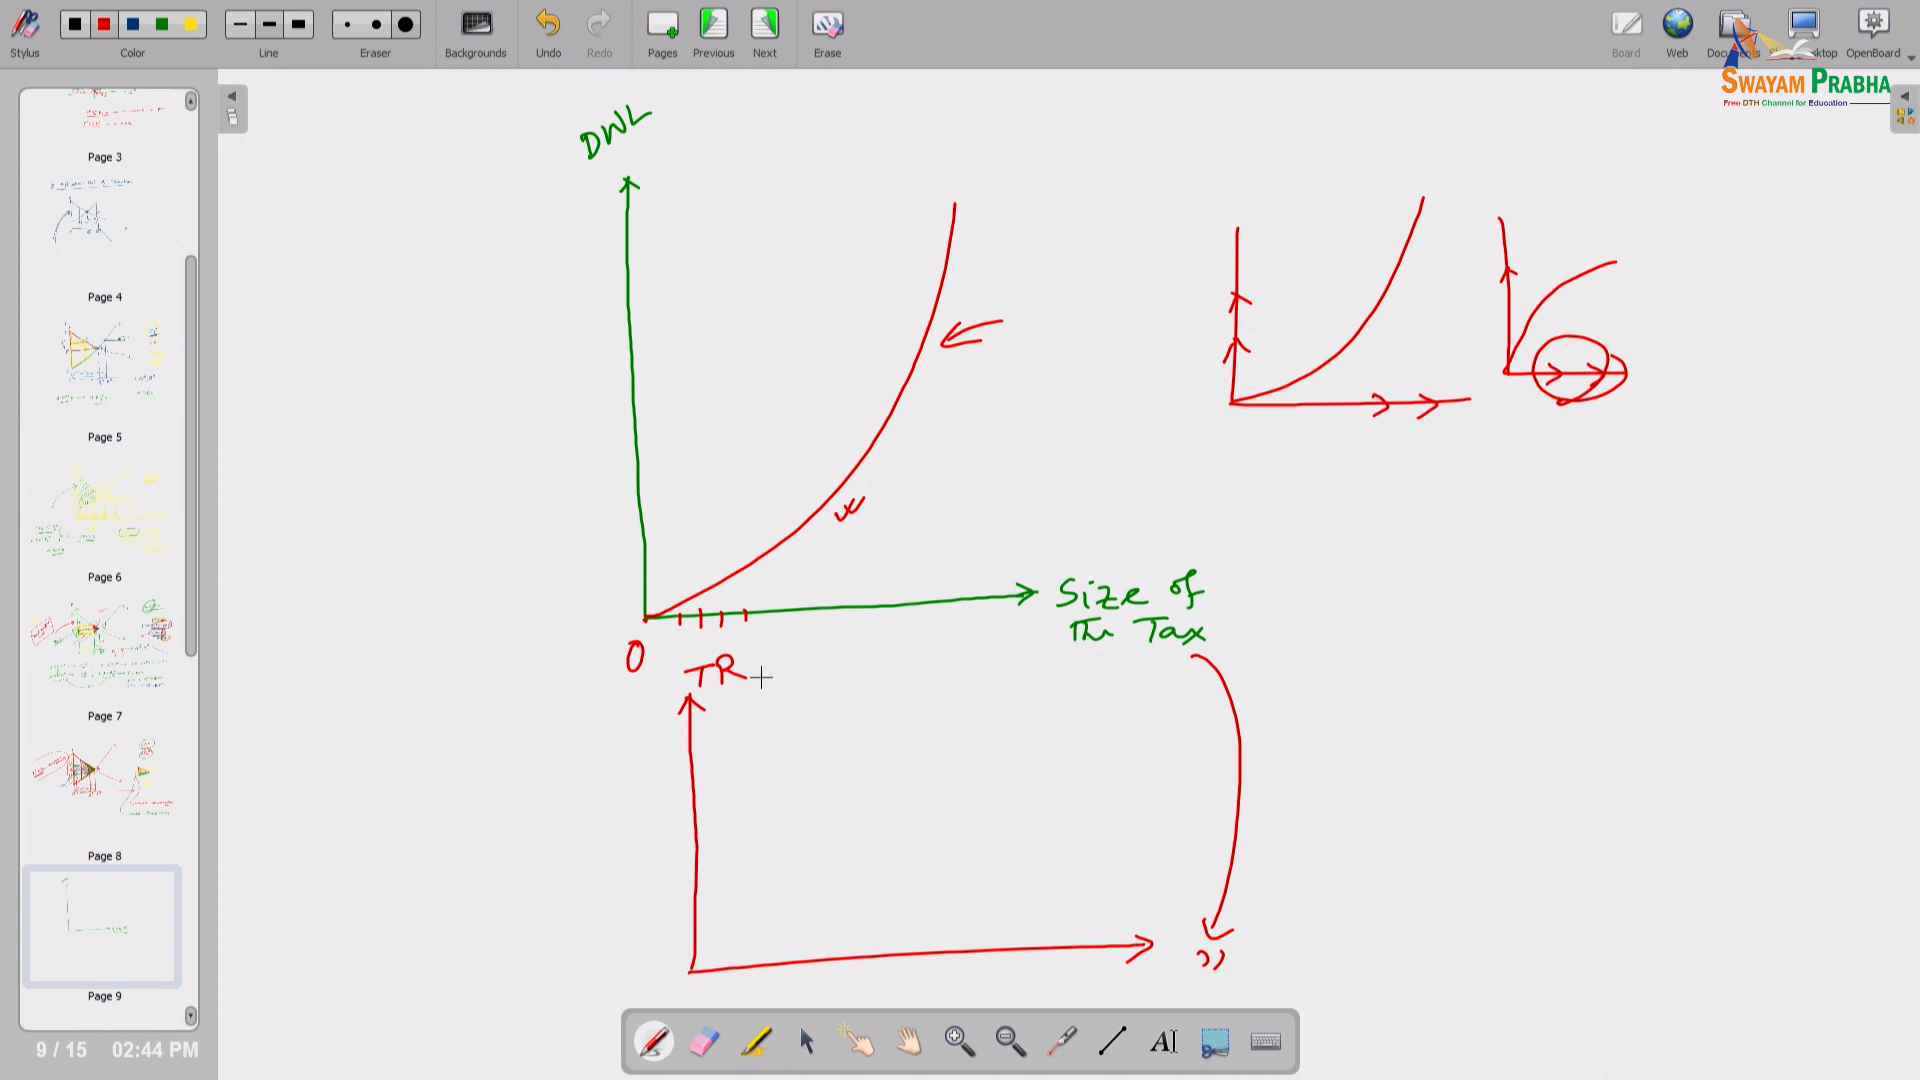 Stylus
Color
Line
Eraser
Backgrounds
Undo
Redo
Pages
Previous
Next
Erase
Board
Web
OpenBoard
SWAYAM PRABHA
Free DTH Channel for Education
Page 3
Page 4
Page 5
Page 6
Page 7
Page 8
Page 9
DWL
Size of
The Tax
0
TR
"
9 / 15 02:44 PM